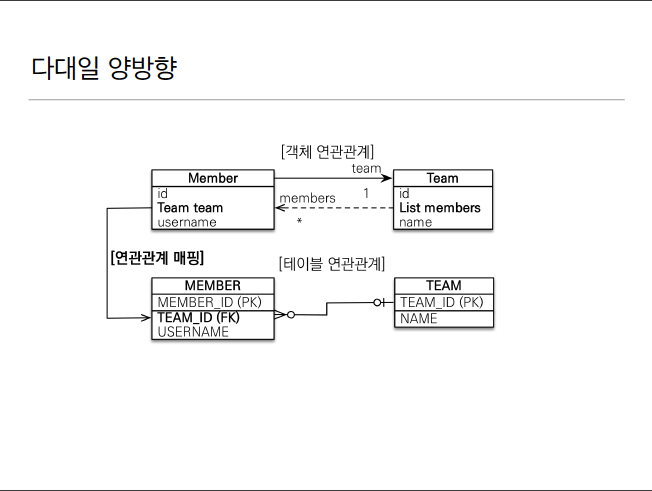 다대일 양방향
[객체 연관관계]
team
Member
Team
id
Team team
username
members
1
*
id
List members
name
[연관관계 매핑]
[테이블 연관관계]
MEMBER
MEMBER_ID (PK)
TEAM_ID (FK)
USERNAME
TEAM
TEAM_ID (PK)
NAME